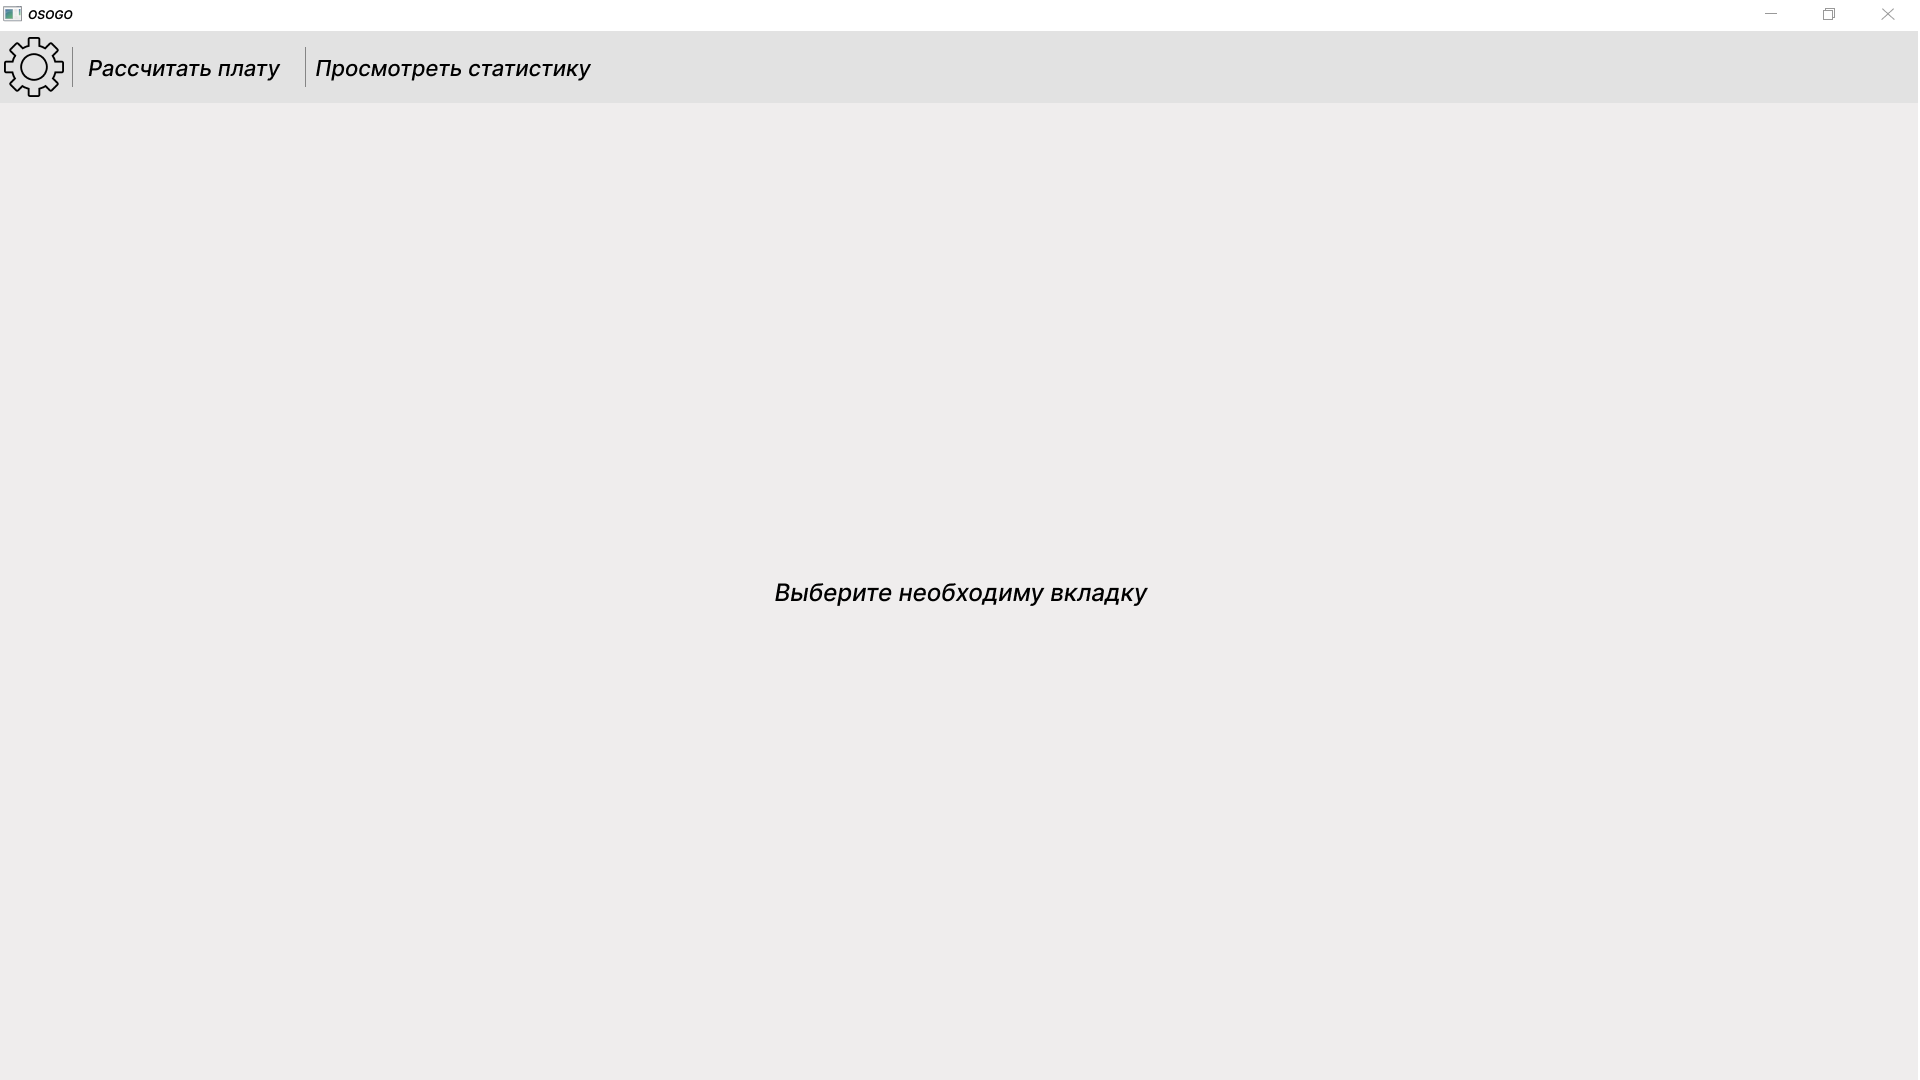 OSOGO
Рассчитать плату
Просмотреть статистику
Выберите необходиму вкладку